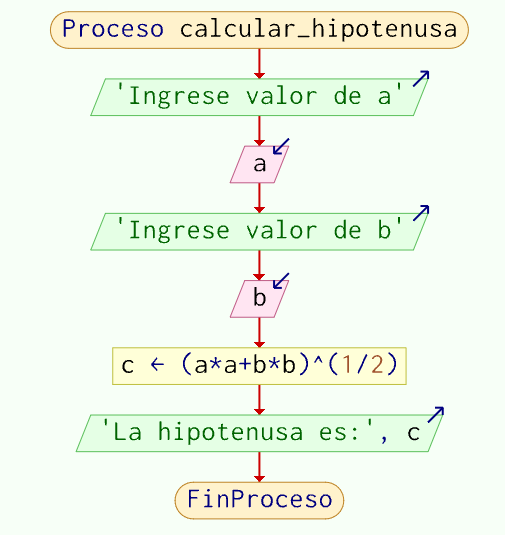 Proceso calcular_hipotenusa
'Ingrese valor de a'
a
'Ingrese valor de b'
b
c ← (a*a+b*b)^(1/2)
'La hipotenusa es:', c
FinProceso